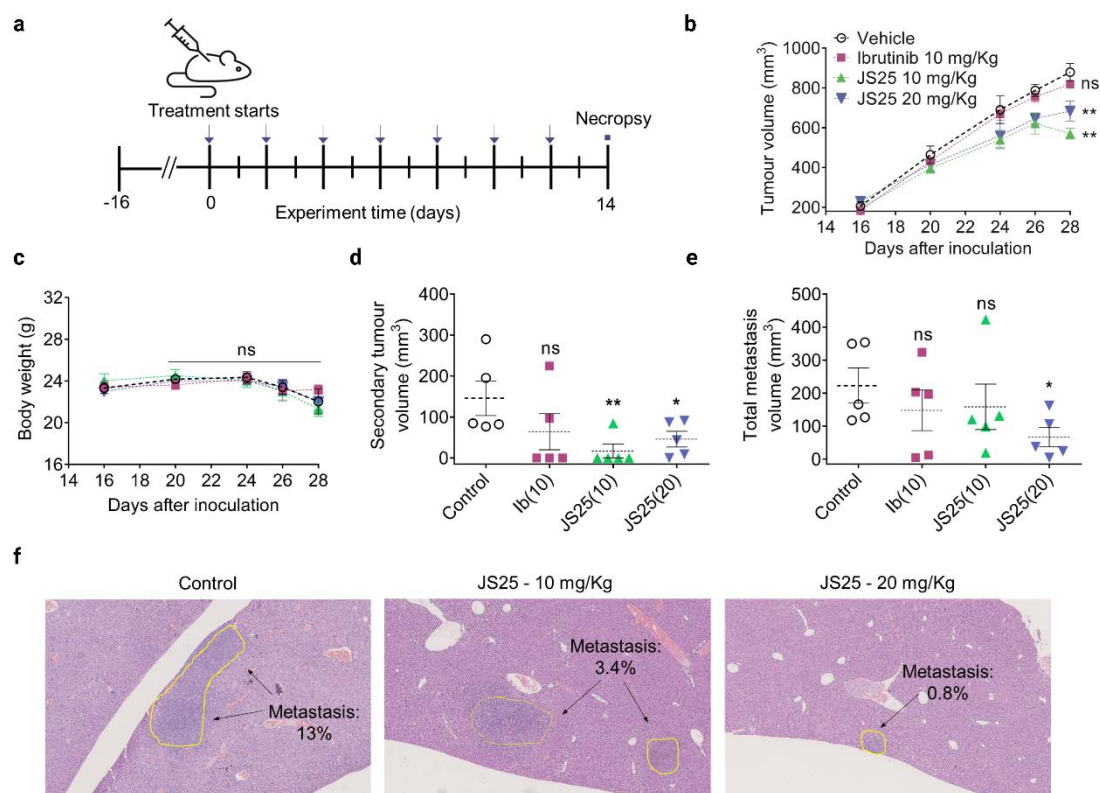 a
Treatment starts
Necropsy
-16
0
Experiment time (days)
14
b
Vehicle
Ibrutinib 10 mg/Kg
JS25 10 mg/Kg
JS25 20 mg/Kg
Tumour volume (mm³)
1000
800
600
400
200
ns
**
**
14 16 20 24 26 28
Days after inoculation
c
Body weight (g)
32
28
24
20
16
ns
14 16 20 24 26 28
Days after inoculation
d
Secondary tumour
volume (mm³)
400
300
200
100
0
ns
**
*
Control
Ib(10)
JS25(10)
JS25(20)
e
Total metastasis
volume (mm³)
500
400
300
200
100
0
ns
ns
*
Control
Ib(10)
JS25(10)
JS25(20)
f
Control
Metastasis:
13%
JS25 - 10 mg/Kg
Metastasis:
3.4%
JS25 - 20 mg/Kg
Metastasis:
0.8%